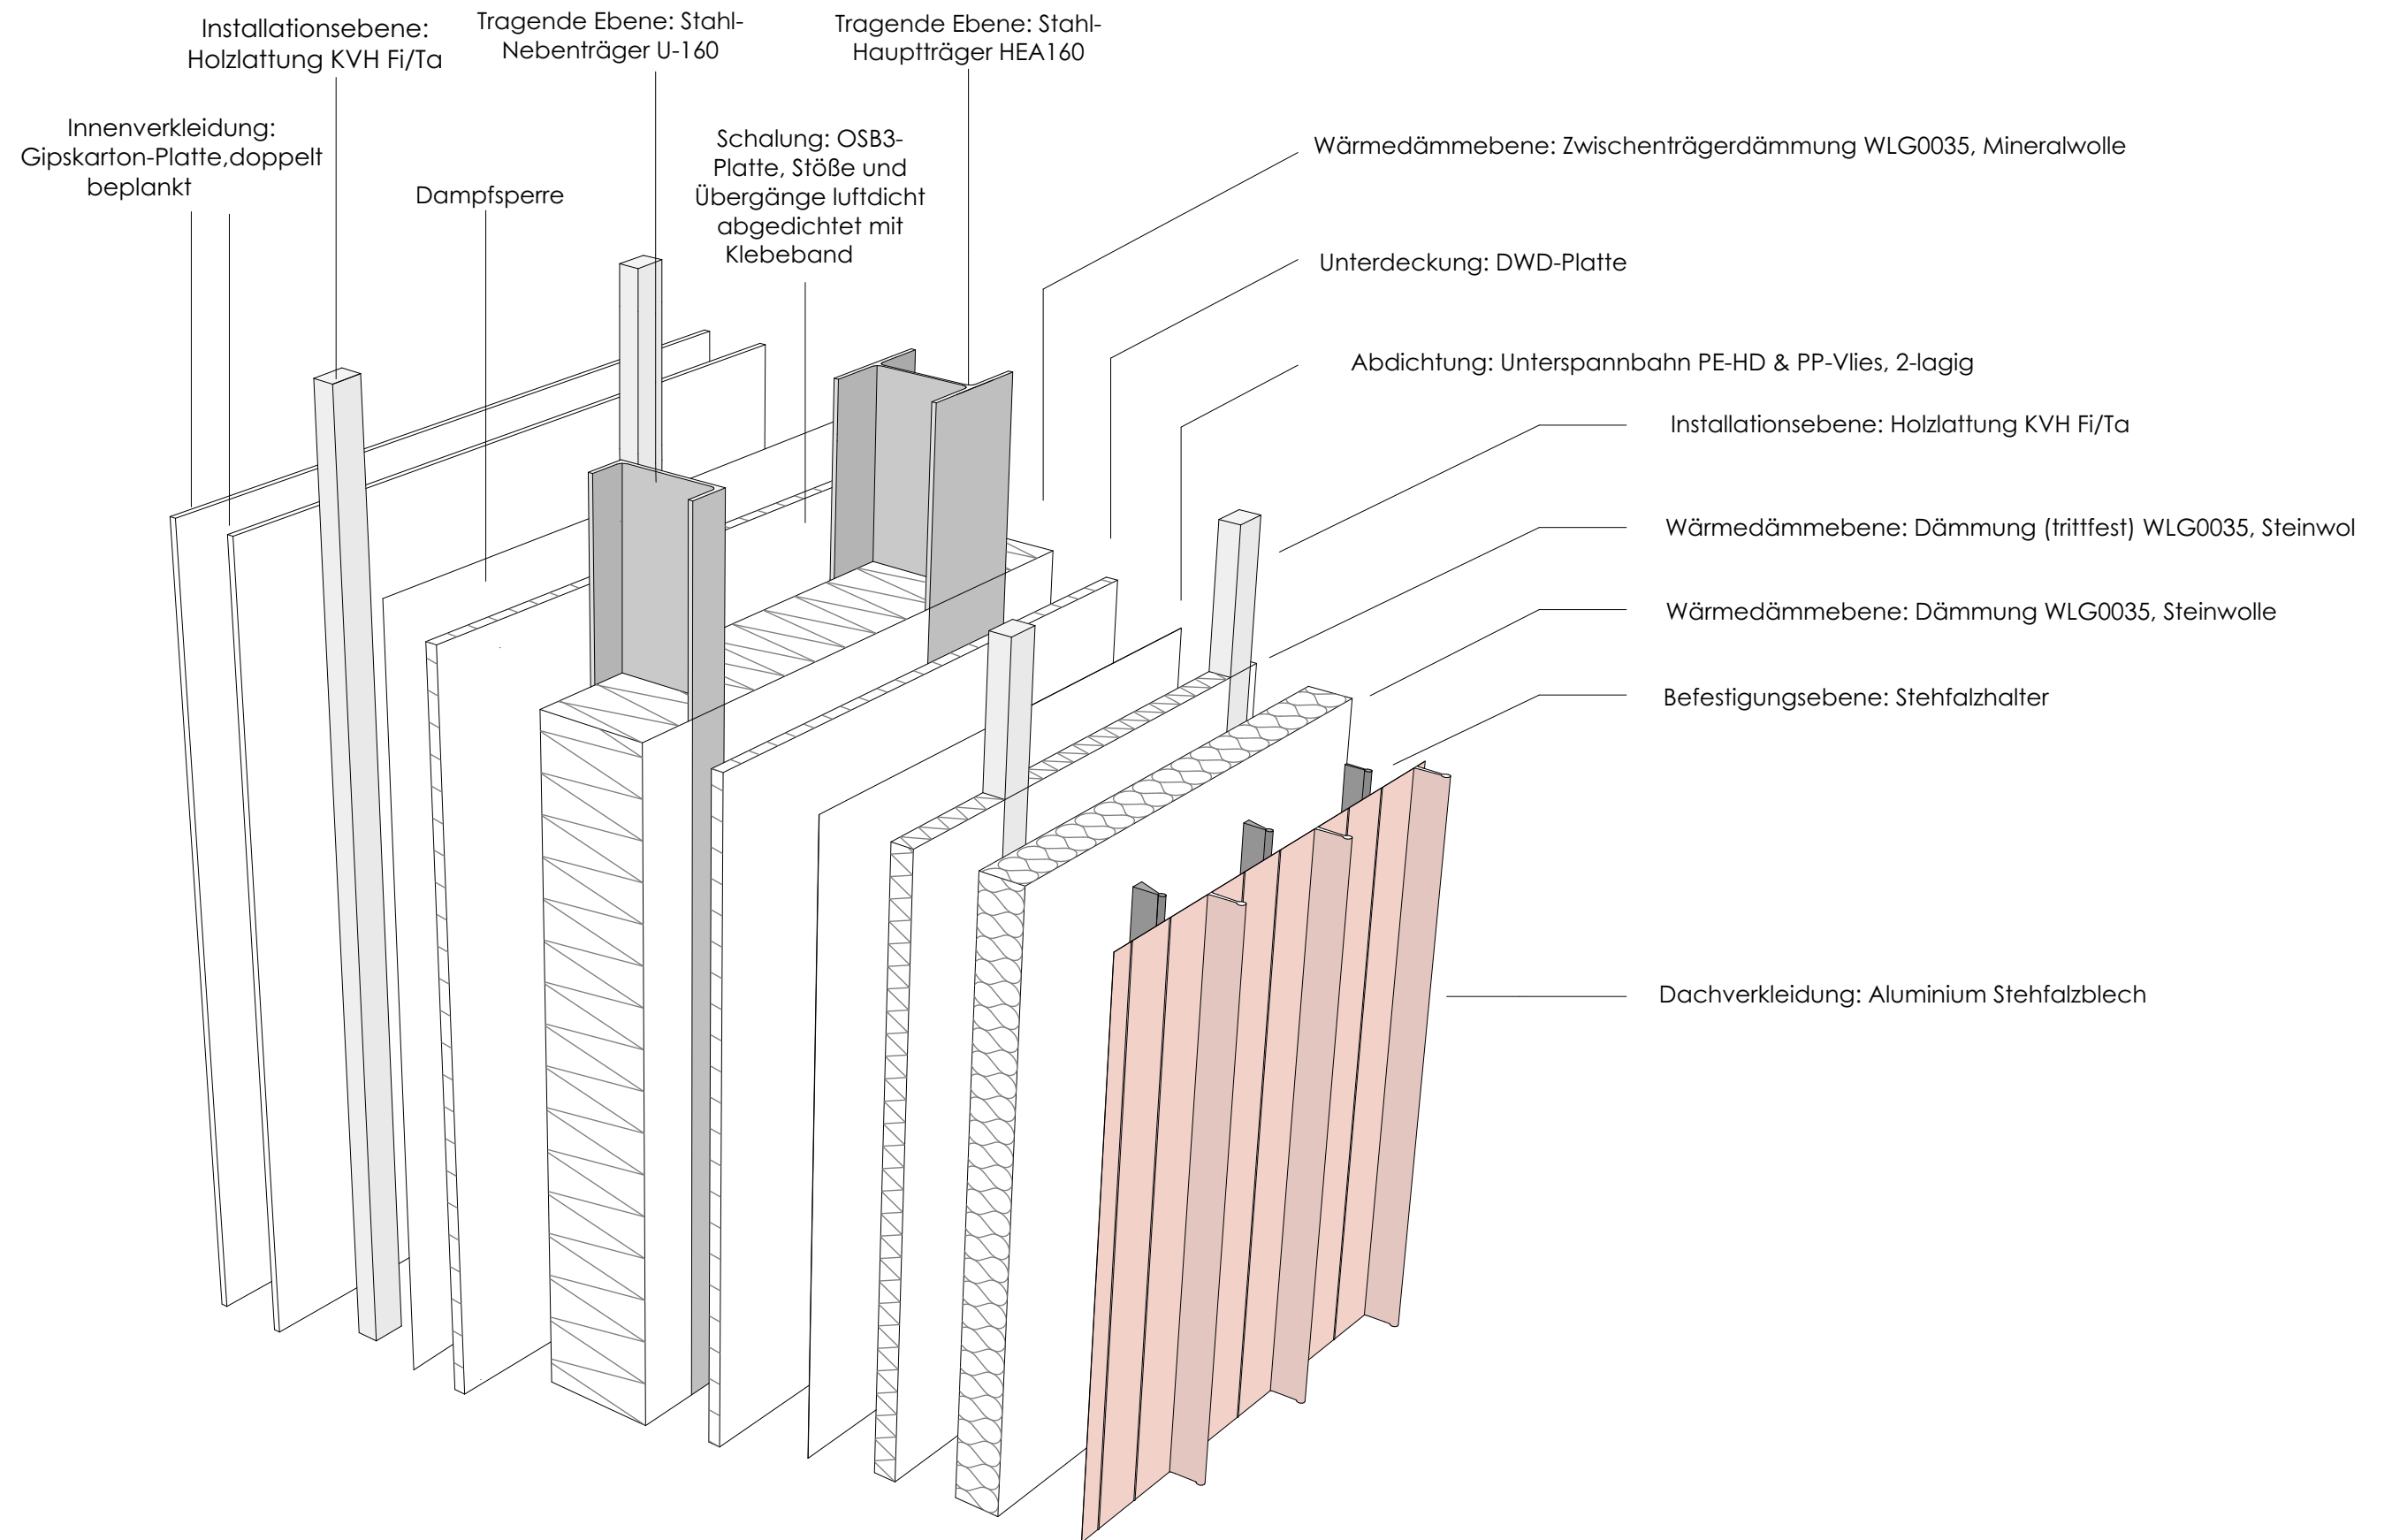 Installationsebene:
Holzlattung KVH Fi/Ta
Tragende Ebene: Stahl-
Nebenträger U-160
Tragende Ebene: Stahl-
Hauptträger HEA160
Innenverkleidung:
Gipskarton-Platte,doppelt
beplankt
Dampfsperre
Schalung: OSB3-
Platte, Stöße und
Übergänge luftdicht
abgedichtet mit
Klebeband
Wärmedämmebene: Zwischenträgerdämmung WLG0035, Mineralwolle
Unterdeckung: DWD-Platte
Abdichtung: Unterspannbahn PE-HD & PP-Vlies, 2-lagig
Installationsebene: Holzlattung KVH Fi/Ta
Wärmedämmebene: Dämmung (trittfest) WLG0035, Steinwol
Wärmedämmebene: Dämmung WLG0035, Steinwolle
Befestigungsebene: Stehfalzhalter
Dachverkleidung: Aluminium Stehfalzblech